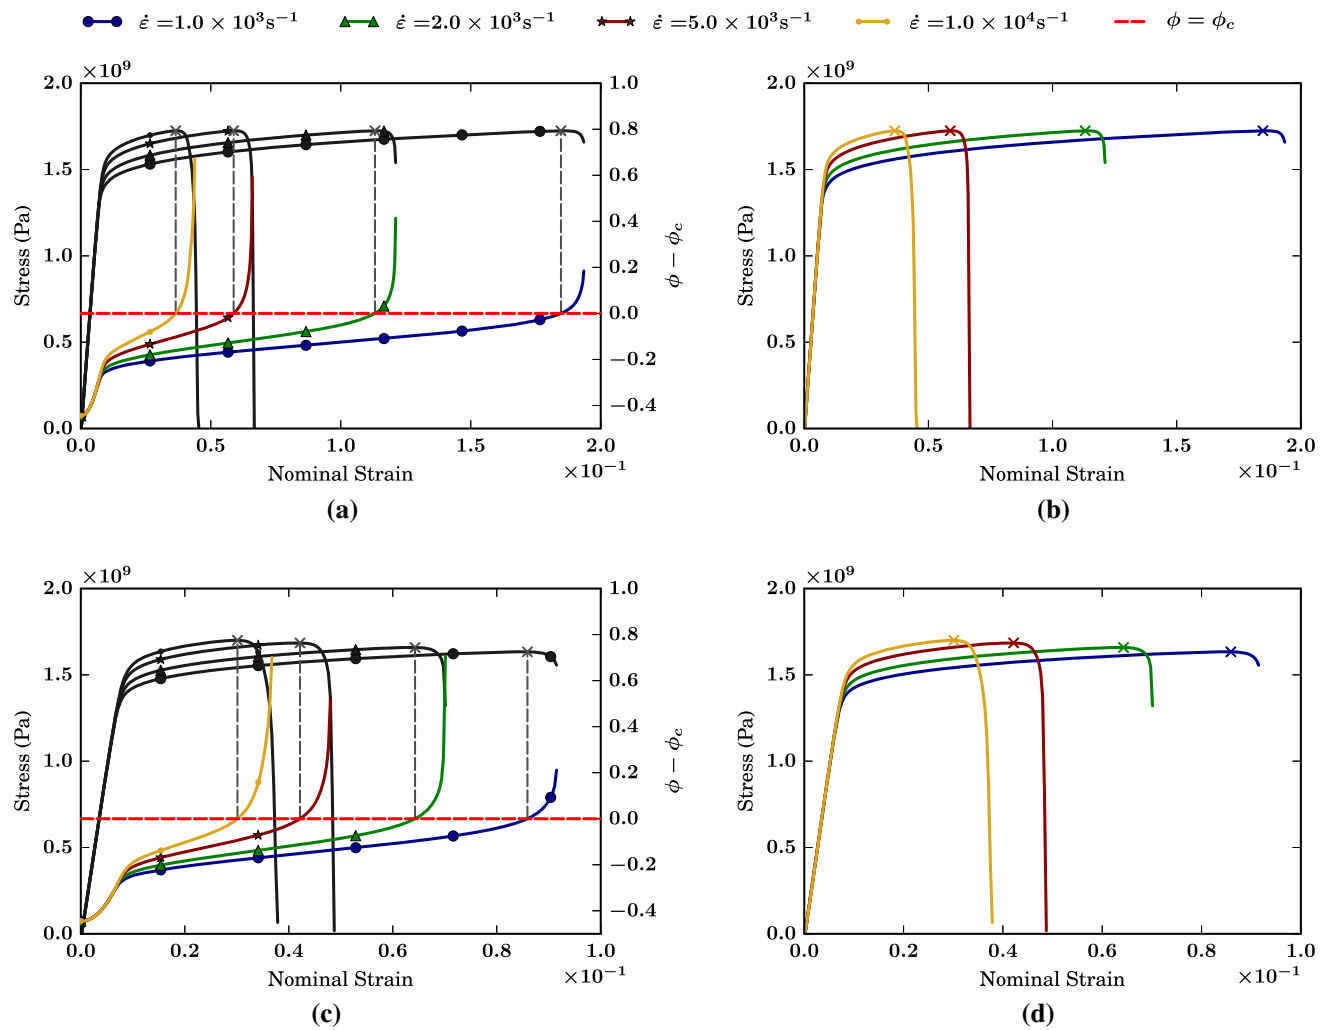 ε̇ =1.0 × 10³s⁻¹ ε̇ =2.0 × 10³s⁻¹ ε̇ =5.0 × 10³s⁻¹ ε̇ =1.0 × 10⁴s⁻¹ ϕ = ϕ_c
×10⁹
2.0
1.5
1.0
0.5
0.0
Stress (Pa)
1.0
0.8
0.6
0.4
0.2
0.0
−0.2
−0.4
ϕ − ϕ_c
0.0 0.5 1.0 1.5 2.0
Nominal Strain ×10⁻¹
(a)
×10⁹
2.0
1.5
1.0
0.5
0.0
Stress (Pa)
0.0 0.5 1.0 1.5 2.0
Nominal Strain ×10⁻¹
(b)
×10⁹
2.0
1.5
1.0
0.5
0.0
Stress (Pa)
1.0
0.8
0.6
0.4
0.2
0.0
−0.2
−0.4
ϕ − ϕ_c
0.0 0.2 0.4 0.6 0.8 1.0
Nominal Strain ×10⁻¹
(c)
×10⁹
2.0
1.5
1.0
0.5
0.0
Stress (Pa)
0.0 0.2 0.4 0.6 0.8 1.0
Nominal Strain ×10⁻¹
(d)